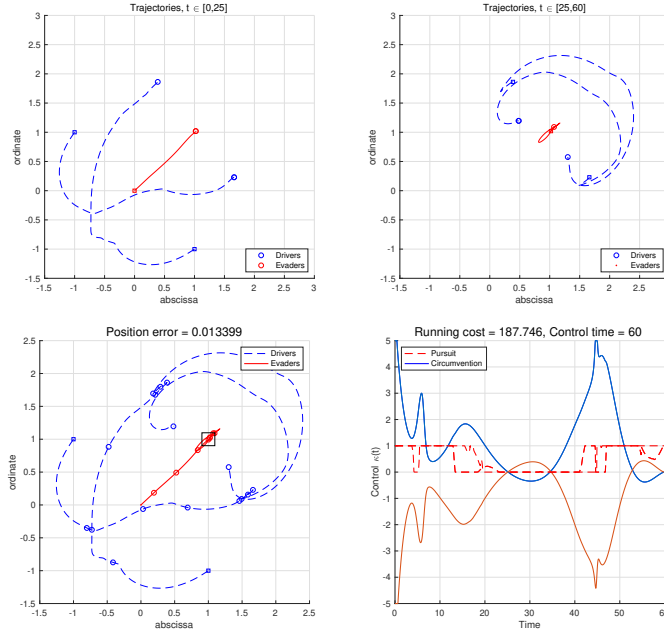 Trajectories, t ∈ [0,25]
3
2.5
2
1.5
1
0.5
0
-0.5
-1
-1.5
ordinate
-1.5 -1 -0.5 0 0.5 1 1.5 2 2.5 3
abscissa
Drivers
Evaders
Trajectories, t ∈ [25,60]
3
2.5
2
1.5
1
0.5
0
-0.5
-1
-1.5
ordinate
-1.5 -1 -0.5 0 0.5 1 1.5 2 2.5 3
abscissa
Drivers
Evaders
Position error = 0.013399
2.5
2
1.5
1
0.5
0
-0.5
-1
-1.5
ordinate
-1.5 -1 -0.5 0 0.5 1 1.5 2 2.5
abscissa
Drivers
Evaders
Running cost = 187.746, Control time = 60
5
4
3
2
1
0
-1
-2
-3
-4
-5
Control κ(t)
0 10 20 30 40 50 60
Time
Pursuit
Circumvention